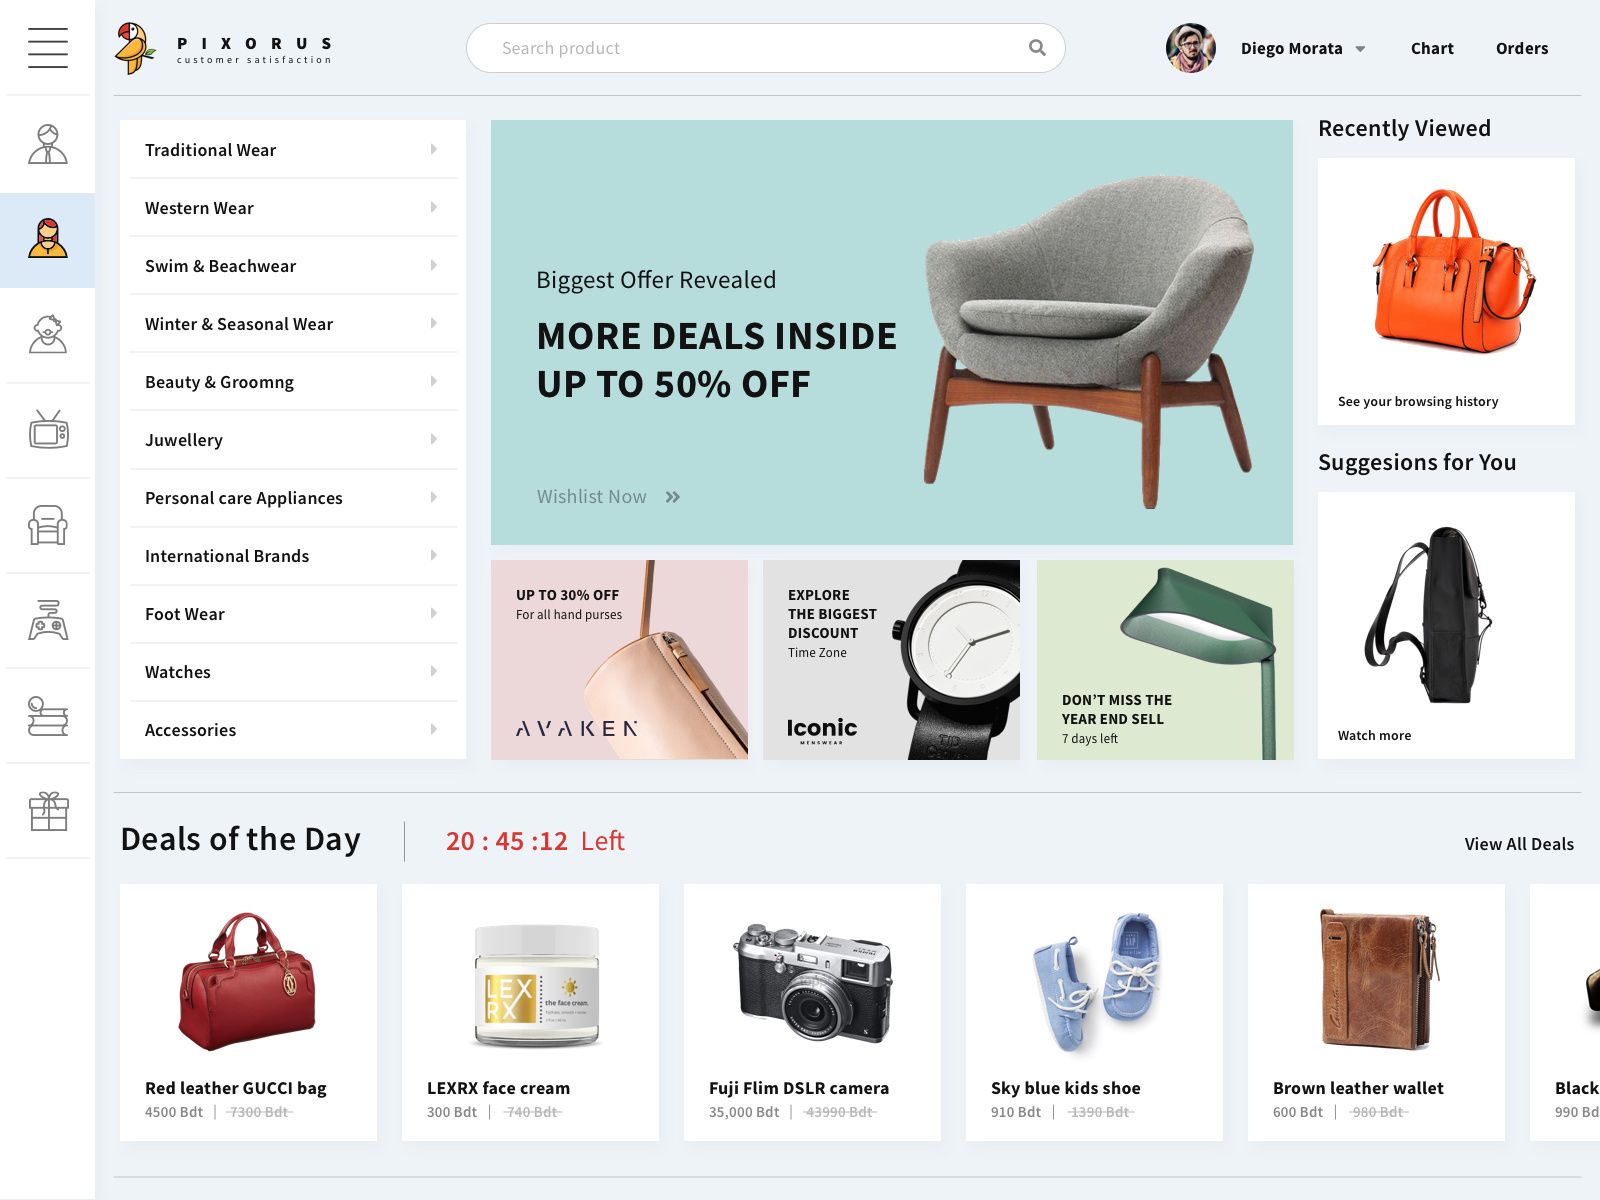 PIXORUS
customer satisfaction
Search product
Diego Morata
Chart
Orders
Traditional Wear
Western Wear
Swim & Beachwear
Winter & Seasonal Wear
Beauty & Groomng
Juwellery
Personal care Appliances
International Brands
Foot Wear
Watches
Accessories
Biggest Offer Revealed
MORE DEALS INSIDE
UP TO 50% OFF
Wishlist Now
UP TO 30% OFF
For all hand purses
AVAKEN
EXPLORE
THE BIGGEST
DISCOUNT
Time Zone
Iconic
MENSWEAR
DON'T MISS THE
YEAR END SELL
7 days left
Recently Viewed
See your browsing history
Suggesions for You
Watch more
Deals of the Day
20 : 45 :12 Left
View All Deals
LEX
RX
the face cream.
Red leather GUCCI bag
4500 Bdt | 7300 Bdt
LEXRX face cream
300 Bdt | 740 Bdt
Fuji Flim DSLR camera
35,000 Bdt | 43990 Bdt
Sky blue kids shoe
910 Bdt | 1390 Bdt
Brown leather wallet
600 Bdt | 980 Bdt
Black
990 Bd